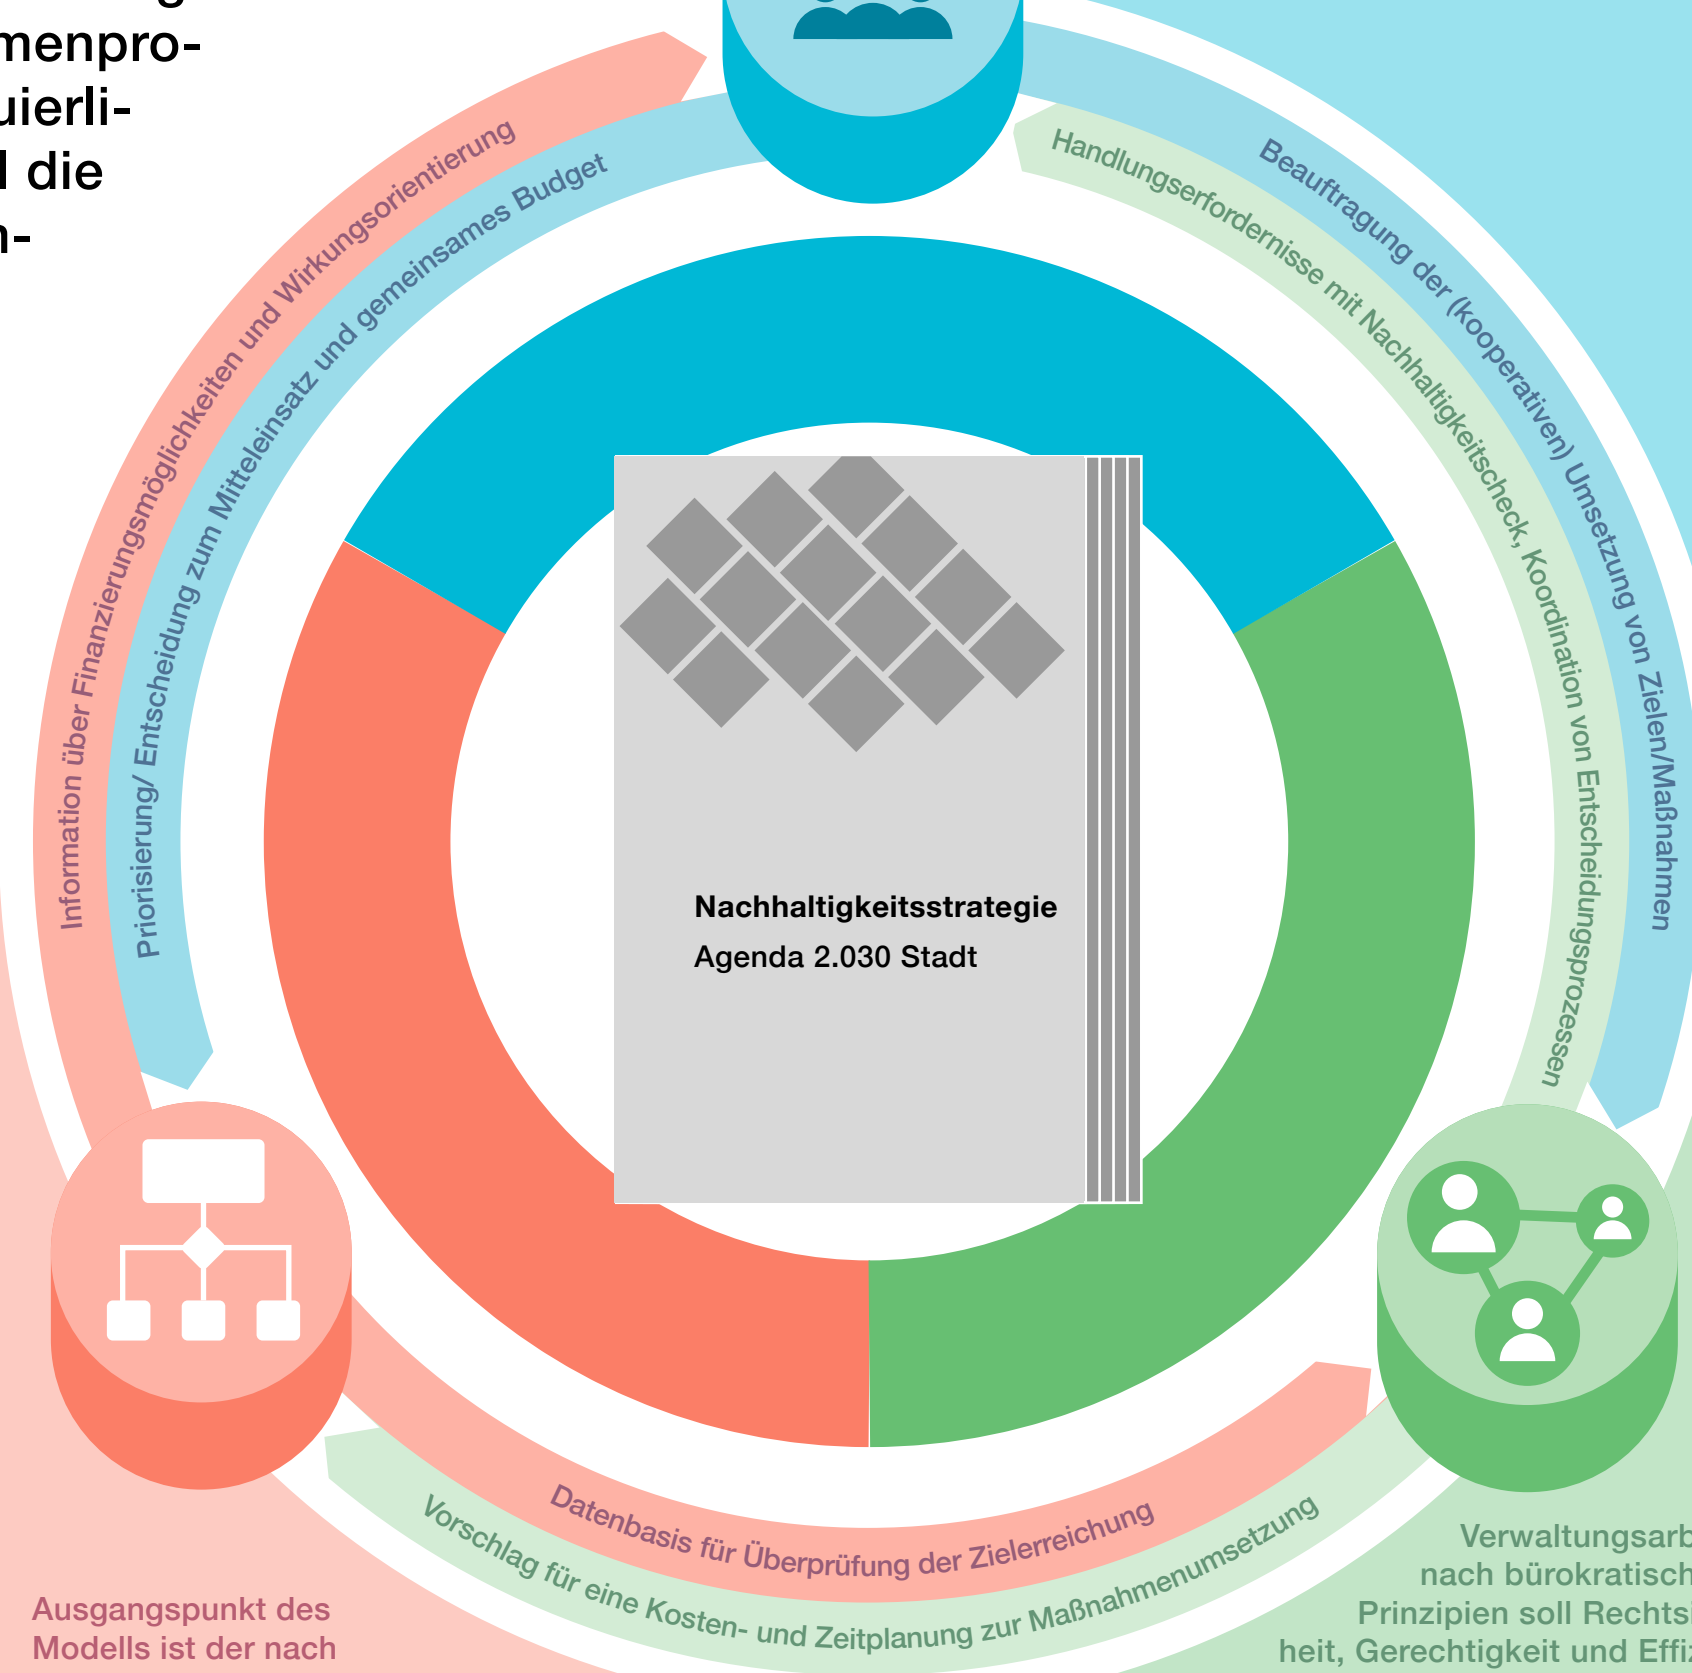 menpro-
uierli-
die
n-
Information über Finanzierungsmöglichkeiten und Wirkungsorientierung
Priorisierung/ Entscheidung zum Mitteleinsatz und gemeinsames Budget
Beauftragung der (kooperativen) Umsetzung von Zielen/Maßnahmen
Handlungserfordernisse mit Nachhaltigkeitscheck, Koordination von Entscheidungsprozessen
Nachhaltigkeitsstrategie
Agenda 2.030 Stadt
Datenbasis für Überprüfung der Zielerreichung
Vorschlag für eine Kosten- und Zeitplanung zur Maßnahmenumsetzung
Ausgangspunkt des
Modells ist der nach
Verwaltungsarb
nach bürokratisch
Prinzipien soll Rechts
heit, Gerechtigkeit und Effiz